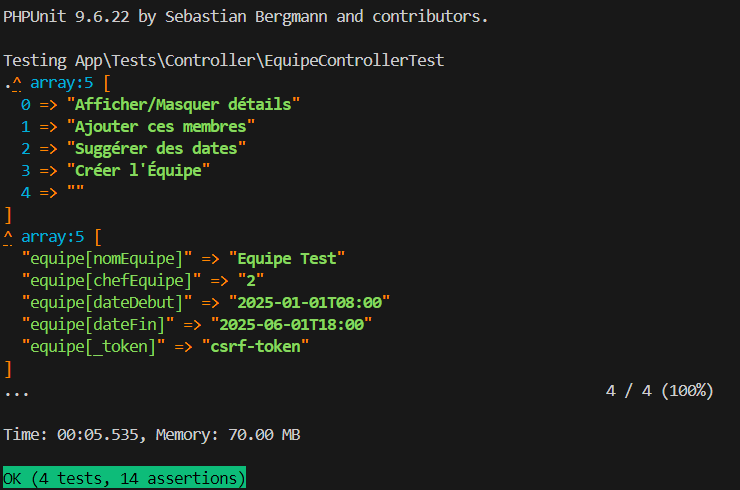 PHPUnit 9.6.22 by Sebastian Bergmann and contributors.
Testing App\Tests\Controller\EquipeControllerTest
.^ array:5 [
  0 => "Afficher/Masquer détails"
  1 => "Ajouter ces membres"
  2 => "Suggérer des dates"
  3 => "Créer l'Équipe"
  4 => ""
]
^ array:5 [
  "equipe[nomEquipe]" => "Equipe Test"
  "equipe[chefEquipe]" => "2"
  "equipe[dateDebut]" => "2025-01-01T08:00"
  "equipe[dateFin]" => "2025-06-01T18:00"
  "equipe[_token]" => "csrf-token"
]
... 4 / 4 (100%)
Time: 00:05.535, Memory: 70.00 MB
OK (4 tests, 14 assertions)